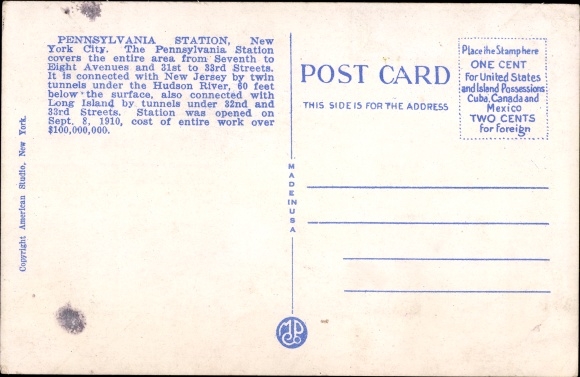 PENNSYLVANIA STATION, New
York City. The Pennsylvania Station
covers the entire area from Seventh to
Eight Avenues and 31st to 33rd Streets.
It is connected with New Jersey by twin
tunnels under the Hudson River, 60 feet
below the surface, also connected with
Long Island by tunnels under 32nd and
33rd Streets. Station was opened on
Sept. 8, 1910, cost of entire work over
$100,000,000.
Copyright American Studio, New York.
MADE IN USA
POST CARD
THIS SIDE IS FOR THE ADDRESS
Place the Stamp here
ONE CENT
for United States
and Island Possessions
Cuba, Canada and
Mexico
TWO CENTS
for Foreign